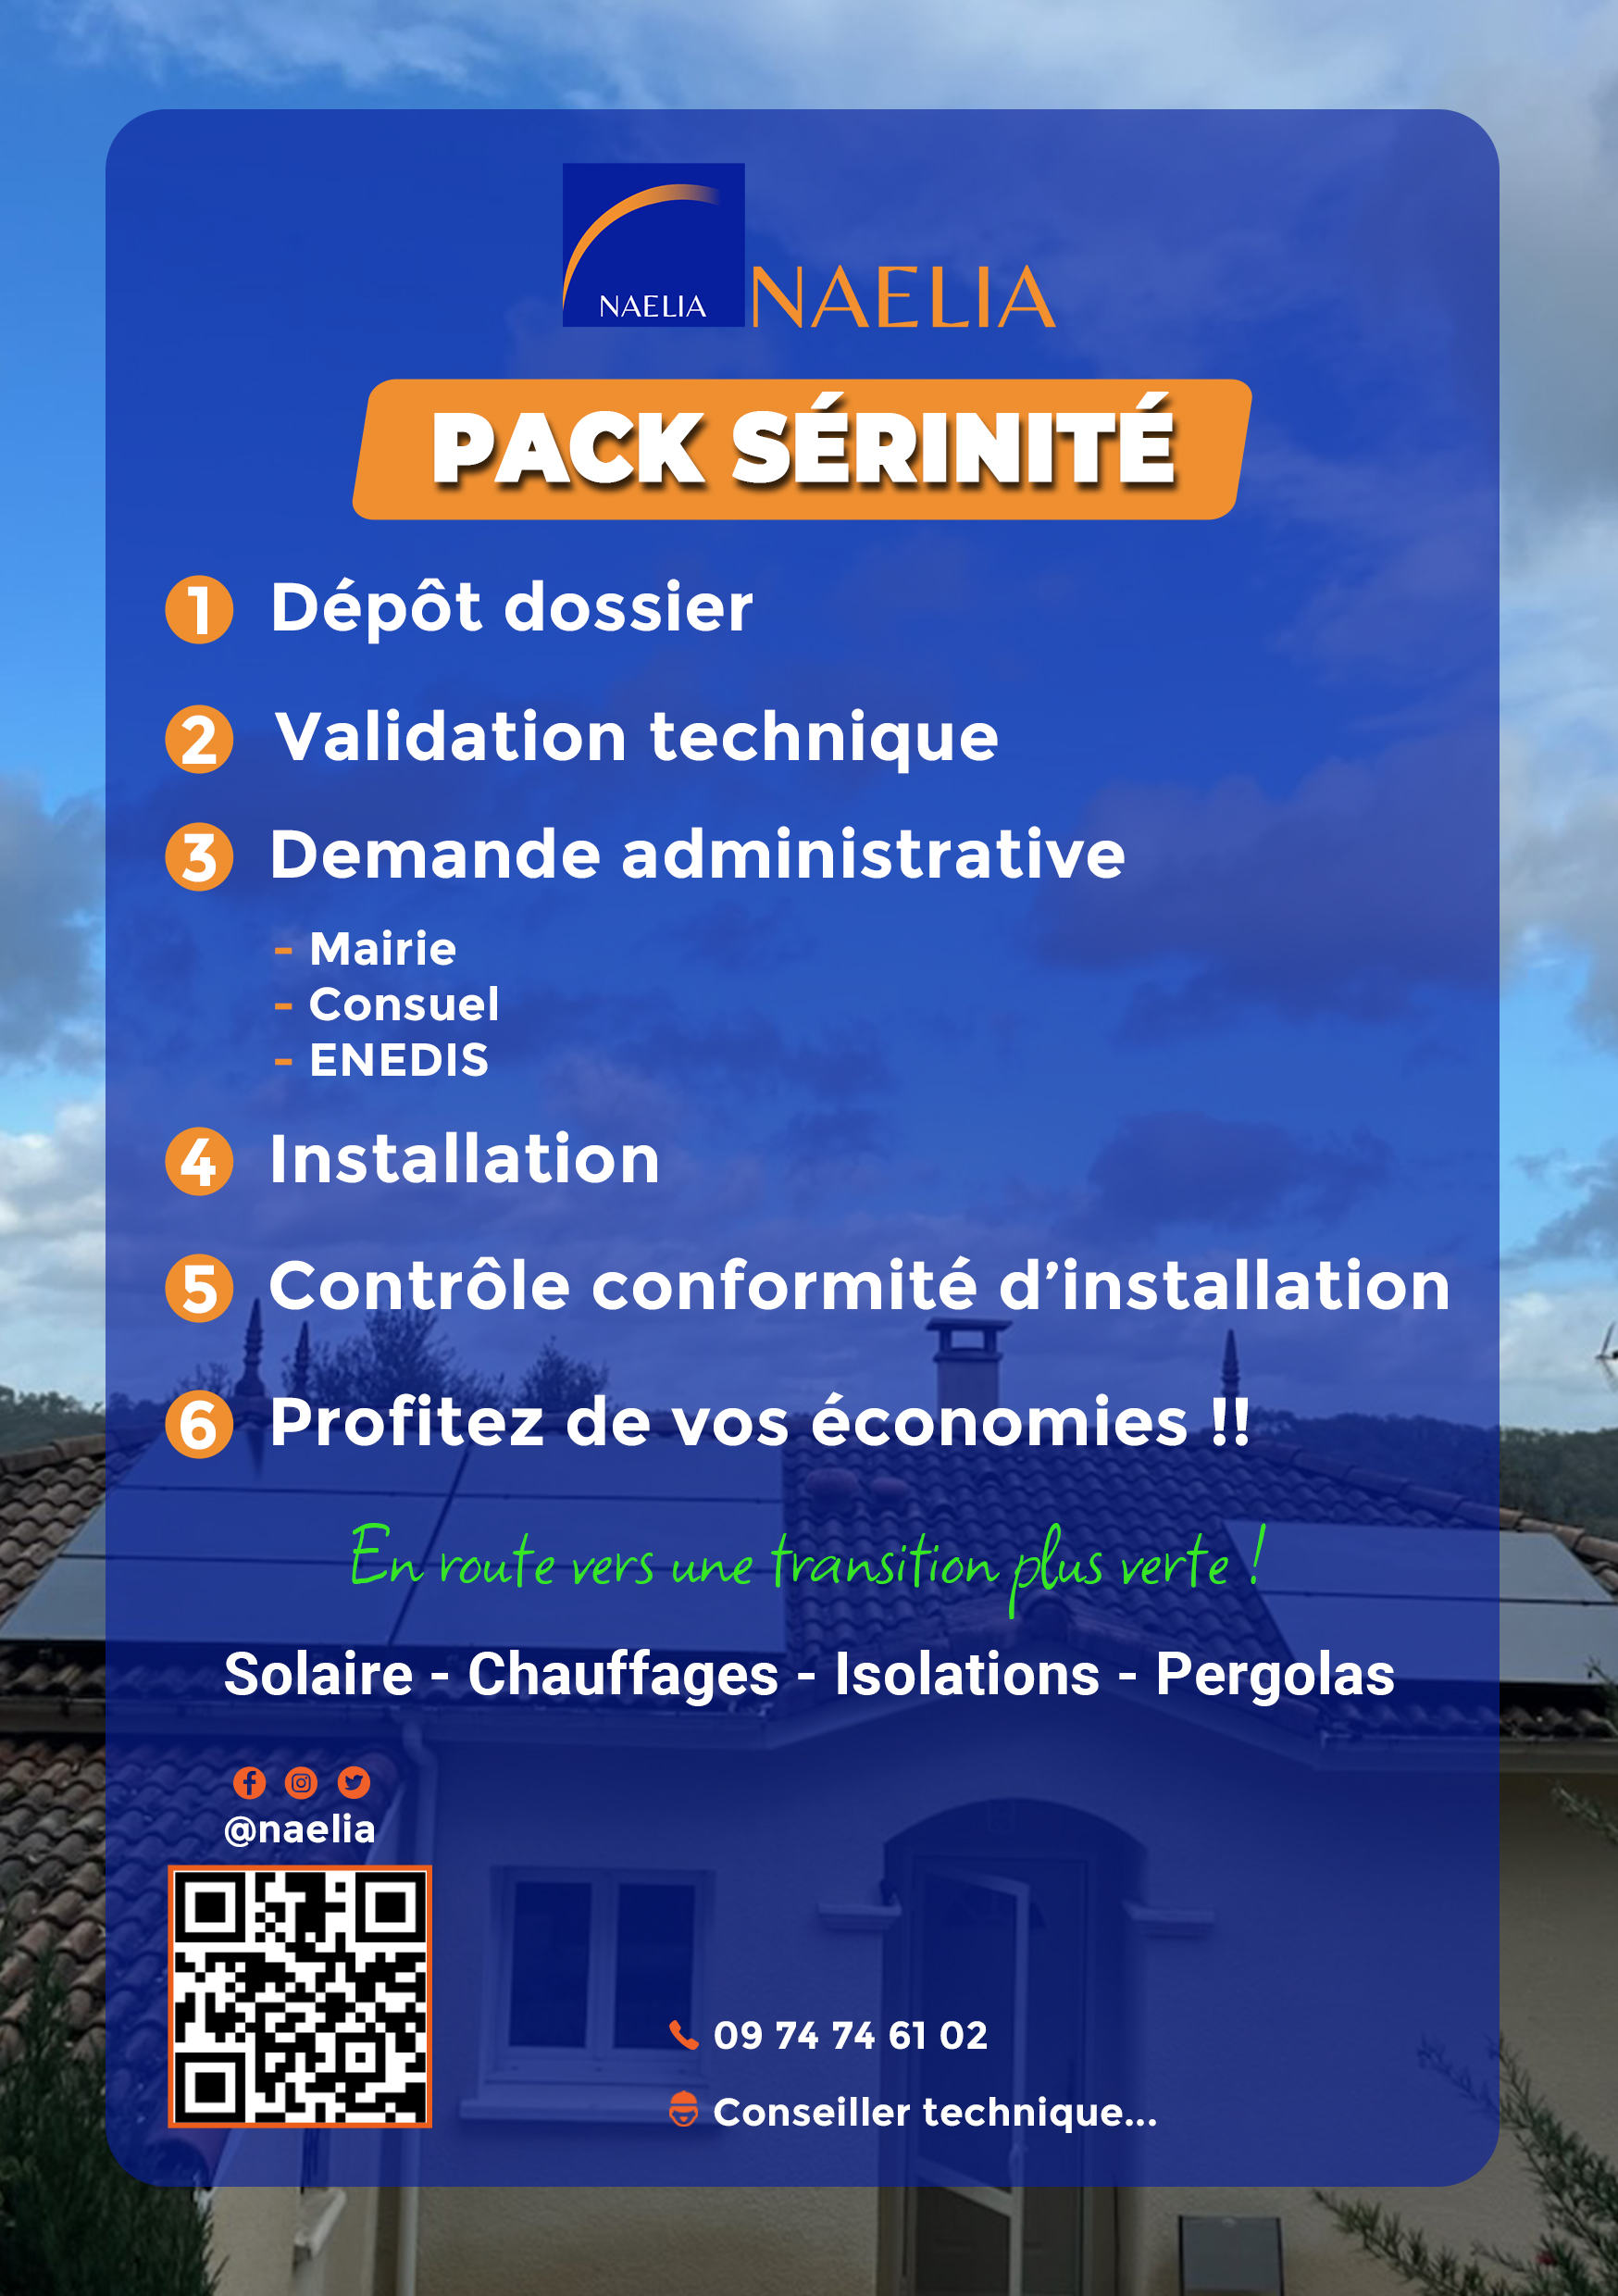 NAELIA
NAELIA
PACK SÉRINITÉ
1 Dépôt dossier
2 Validation technique
3 Demande administrative
- Mairie
- Consuel
- ENEDIS
4 Installation
5 Contrôle conformité d’installation
6 Profitez de vos économies !!
En route vers une transition plus verte !
Solaire - Chauffages - Isolations - Pergolas
@naelia
09 74 74 61 02
Conseiller technique...